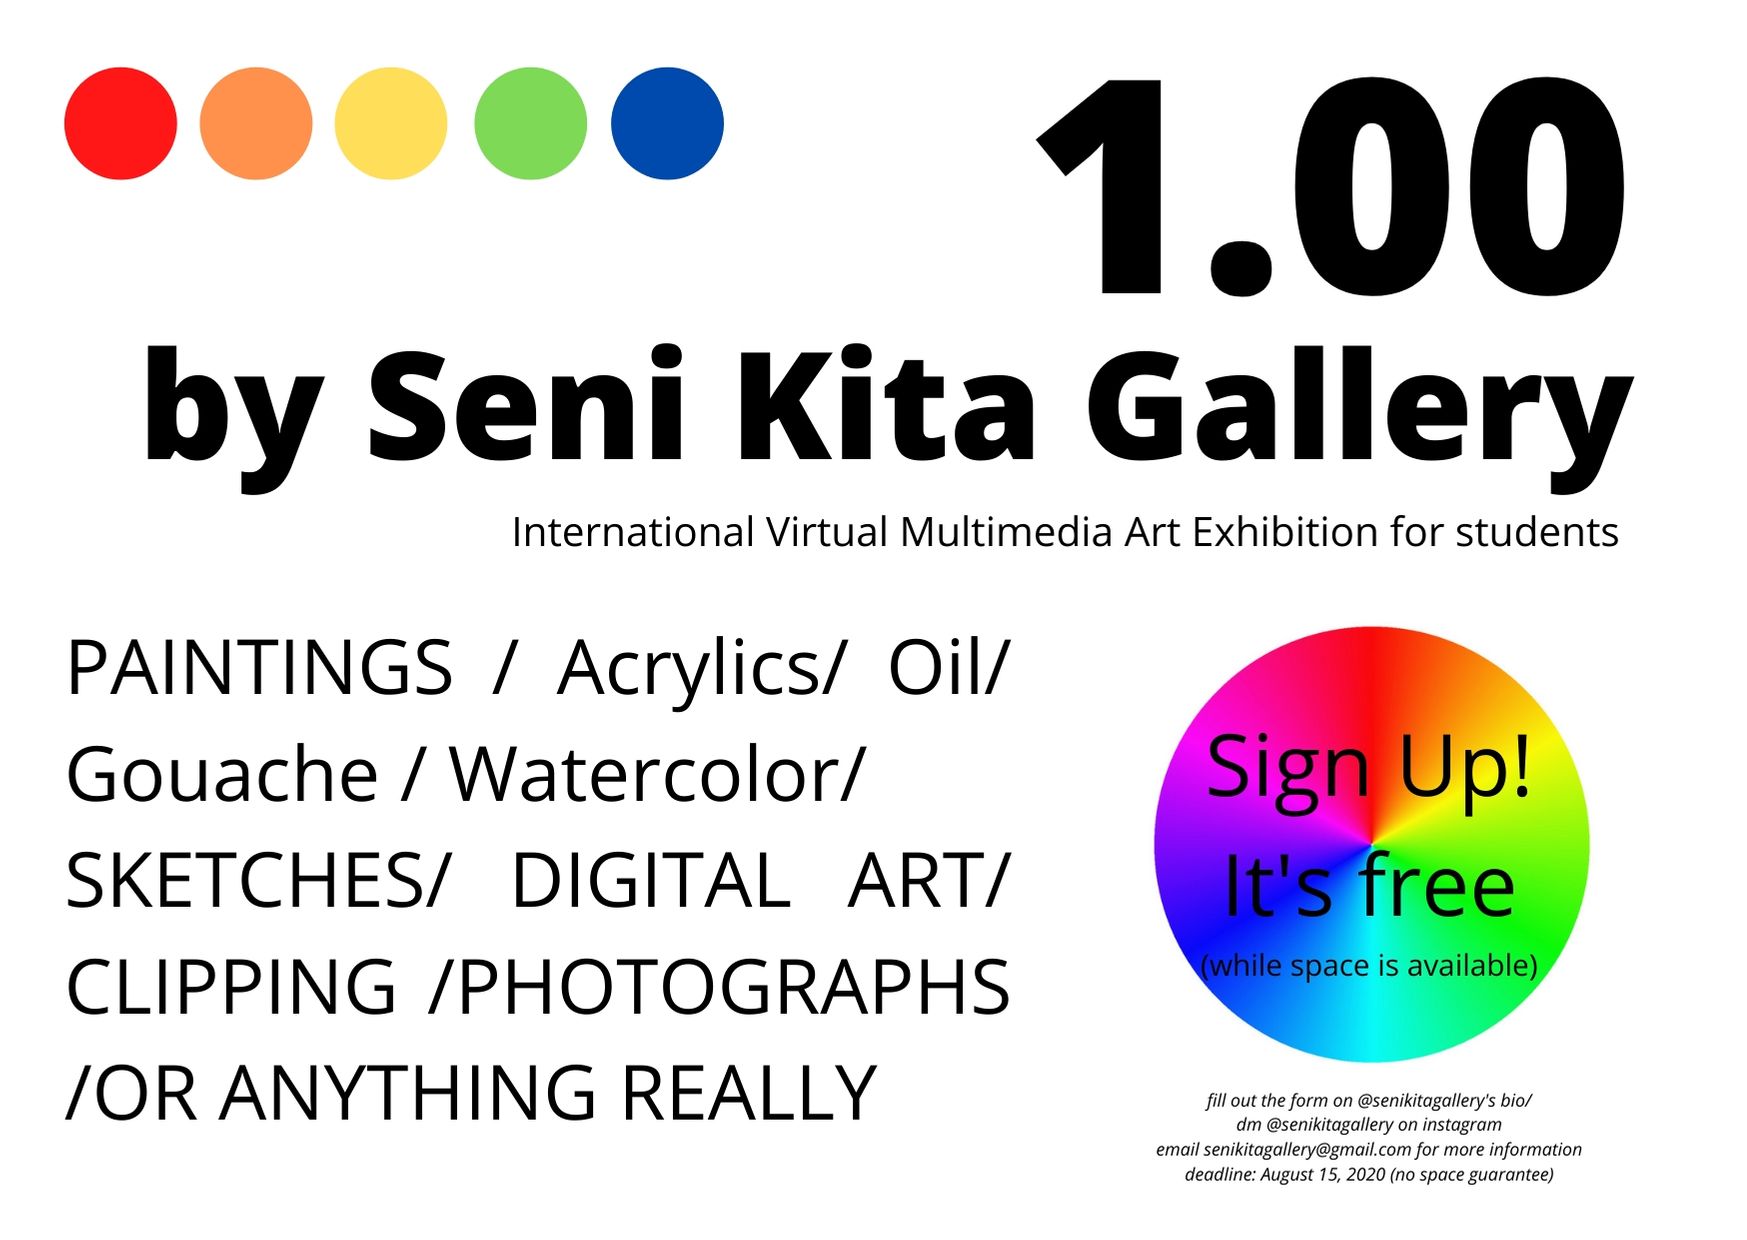 1.00
by Seni Kita Gallery
International Virtual Multimedia Art Exhibition for students
PAINTINGS / Acrylics/ Oil/
Gouache / Watercolor/
SKETCHES/ DIGITAL ART/
CLIPPING /PHOTOGRAPHS
/OR ANYTHING REALLY
Sign Up!
It's free
(while space is available)
fill out the form on @senikitagallery's bio/
dm @senikitagallery on instagram
email senikitagallery@gmail.com for more information
deadline: August 15, 2020 (no space guarantee)